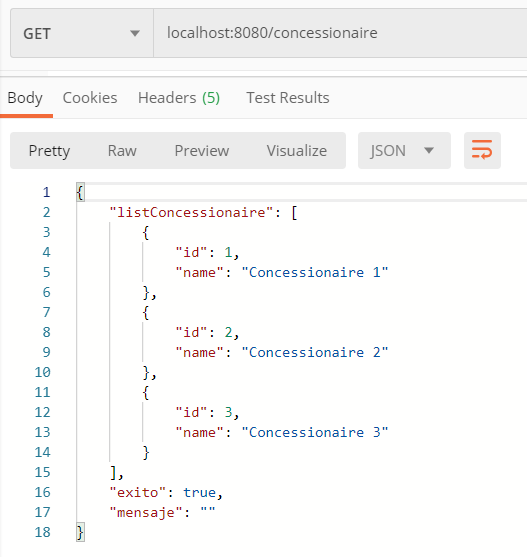 GET localhost:8080/concessionaire
Body Cookies Headers (5) Test Results
Pretty Raw Preview Visualize JSON
1 {
2 "listConcessionaire": [
3 {
4 "id": 1,
5 "name": "Concessionaire 1"
6 },
7 {
8 "id": 2,
9 "name": "Concessionaire 2"
10 },
11 {
12 "id": 3,
13 "name": "Concessionaire 3"
14 }
15 ],
16 "exito": true,
17 "mensaje": ""
18 }